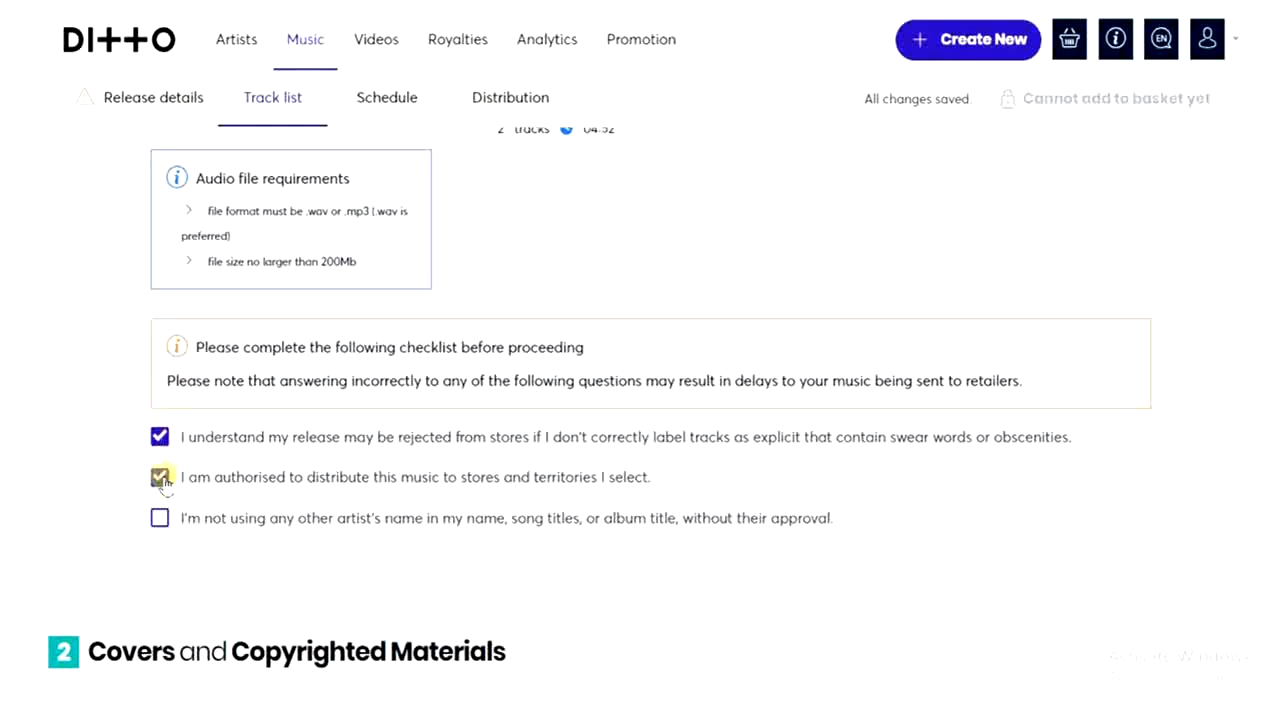 DITTO
Artists Music Videos Royalties Analytics Promotion
+ Create New
EN
Release details Track list Schedule Distribution
All changes saved. Cannot add to basket yet
2 tracks 04:52
Audio file requirements
file format must be .wav or .mp3 (.wav is
preferred)
file size no larger than 200Mb
Please complete the following checklist before proceeding
Please note that answering incorrectly to any of the following questions may result in delays to your music being sent to retailers.
I understand my release may be rejected from stores if I don't correctly label tracks as explicit that contain swear words or obscenities.
I am authorised to distribute this music to stores and territories I select.
I'm not using any other artist's name in my name, song titles, or album title, without their approval.
2 Covers and Copyrighted Materials
Activate Windows